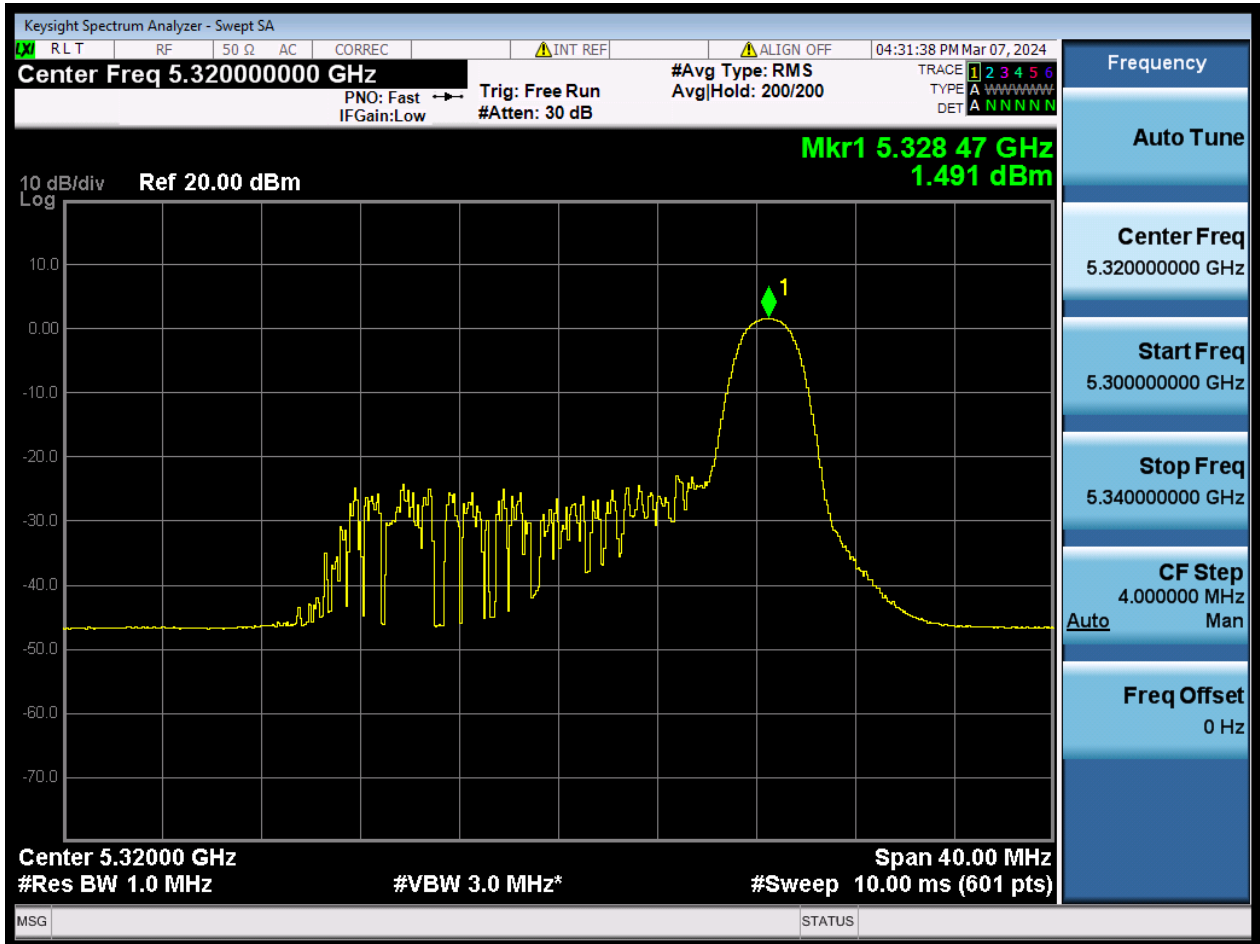 Keysight Spectrum Analyzer - Swept SA
LXI RL T RF 50 Ω AC CORREC INT REF ALIGN OFF 04:31:38 PM Mar 07, 2024
Center Freq 5.320000000 GHz
PNO: Fast
IFGain:Low
Trig: Free Run
#Atten: 30 dB
#Avg Type: RMS
Avg|Hold: 200/200
TRACE 1 2 3 4 5 6
TYPE A WWWWW
DET A N N N N N
Mkr1 5.328 47 GHz
1.491 dBm
10 dB/div Ref 20.00 dBm
Log
10.0
0.00
-10.0
-20.0
-30.0
-40.0
-50.0
-60.0
-70.0
1
Center 5.32000 GHz Span 40.00 MHz
#Res BW 1.0 MHz #VBW 3.0 MHz* #Sweep 10.00 ms (601 pts)
MSG STATUS
Frequency
Auto Tune
Center Freq
5.320000000 GHz
Start Freq
5.300000000 GHz
Stop Freq
5.340000000 GHz
CF Step
4.000000 MHz
Auto Man
Freq Offset
0 Hz